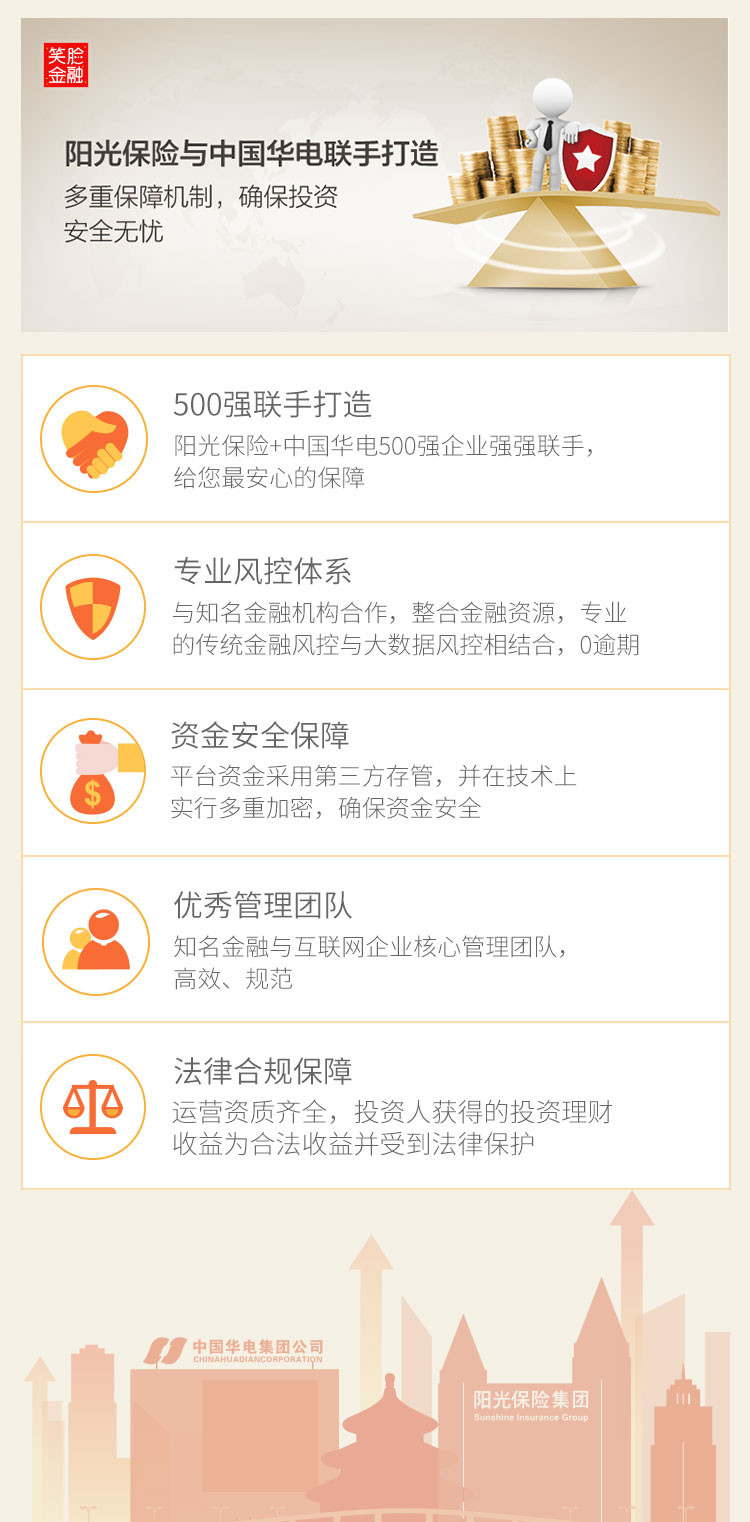 笑脸
金融
阳光保险与中国华电联手打造
多重保障机制，确保投资
安全无忧
500强联手打造
阳光保险+中国华电500强企业强强联手，
给您最安心的保障
专业风控体系
与知名金融机构合作，整合金融资源，专业
的传统金融风控与大数据风控相结合，0逾期
资金安全保障
平台资金采用第三方存管，并在技术上
实行多重加密，确保资金安全
$
优秀管理团队
知名金融与互联网企业核心管理团队，
高效、规范
法律合规保障
运营资质齐全，投资人获得的投资理财
收益为合法收益并受到法律保护
中国华电集团公司
CHINAHUADIANCORPORATION
阳光保险集团
Sunshine Insurance Group